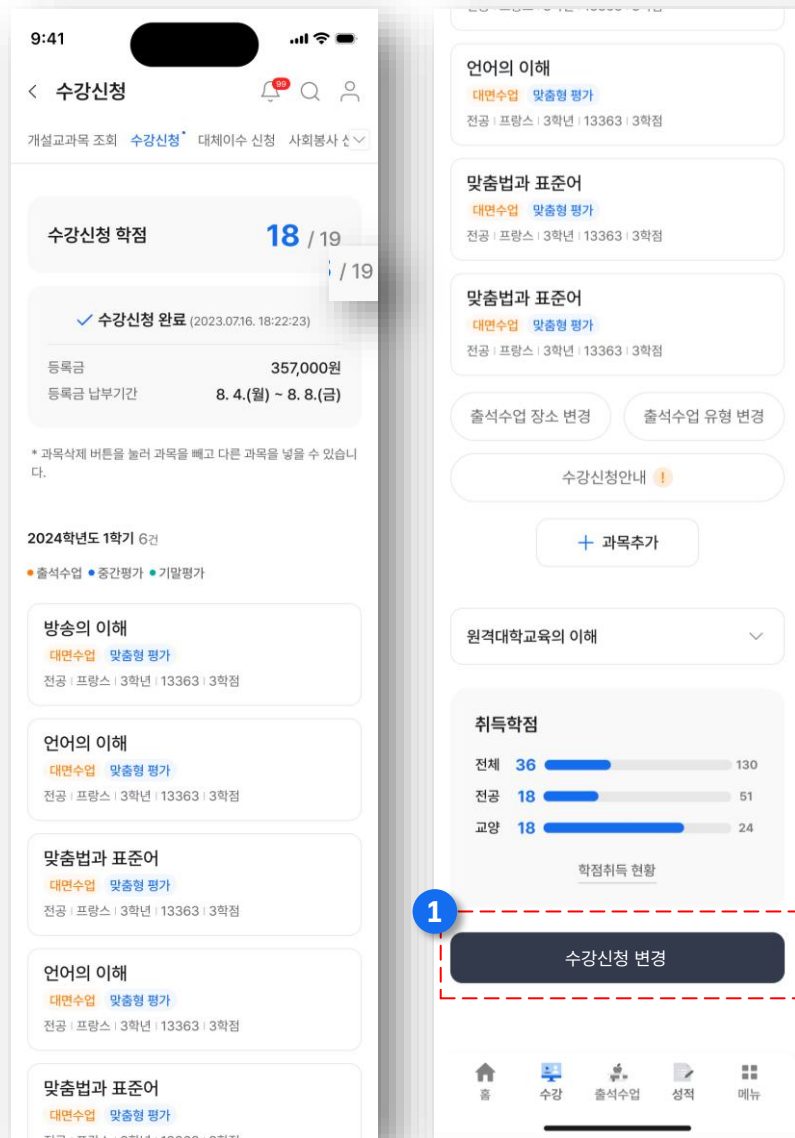 9:41
수강신청
99
개설교과목 조회 수강신청 대체이수 신청 사회봉사
수강신청 학점 18 / 19
/ 19
수강신청 완료 (2023.07.16. 18:22:23)
등록금 357,000원
등록금 납부기간 8. 4.(월) ~ 8. 8.(금)
* 과목삭제 버튼을 눌러 과목을 빼고 다른 과목을 넣을 수 있습니
다.
2024학년도 1학기 6건
출석수업 중간평가 기말평가
방송의 이해
대면수업 맞춤형 평가
전공 | 프랑스 | 3학년 | 13363 | 3학점
언어의 이해
대면수업 맞춤형 평가
전공 | 프랑스 | 3학년 | 13363 | 3학점
맞춤법과 표준어
대면수업 맞춤형 평가
전공 | 프랑스 | 3학년 | 13363 | 3학점
언어의 이해
대면수업 맞춤형 평가
전공 | 프랑스 | 3학년 | 13363 | 3학점
맞춤법과 표준어
대면수업 맞춤형 평가
언어의 이해
대면수업 맞춤형 평가
전공 | 프랑스 | 3학년 | 13363 | 3학점
맞춤법과 표준어
대면수업 맞춤형 평가
전공 | 프랑스 | 3학년 | 13363 | 3학점
맞춤법과 표준어
대면수업 맞춤형 평가
전공 | 프랑스 | 3학년 | 13363 | 3학점
출석수업 장소 변경 출석수업 유형 변경
수강신청안내 !
+ 과목추가
원격대학교육의 이해
취득학점
전체 36 130
전공 18 51
교양 18 24
학점취득 현황
1
수강신청 변경
홈 수강 출석수업 성적 메뉴